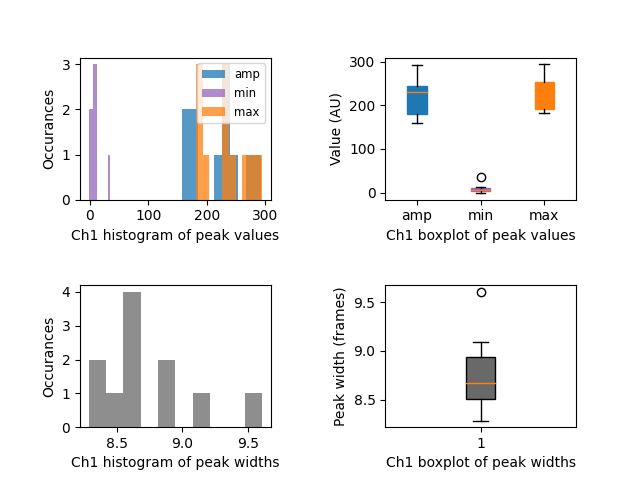 3
2
1
0
Occurances
0
100
200
300
Ch1 histogram of peak values
amp
min
max
300
200
100
0
Value (AU)
amp
min
max
Ch1 boxplot of peak values
4
3
2
1
0
Occurances
8.5
9.0
9.5
Ch1 histogram of peak widths
9.5
9.0
8.5
Peak width (frames)
1
Ch1 boxplot of peak widths